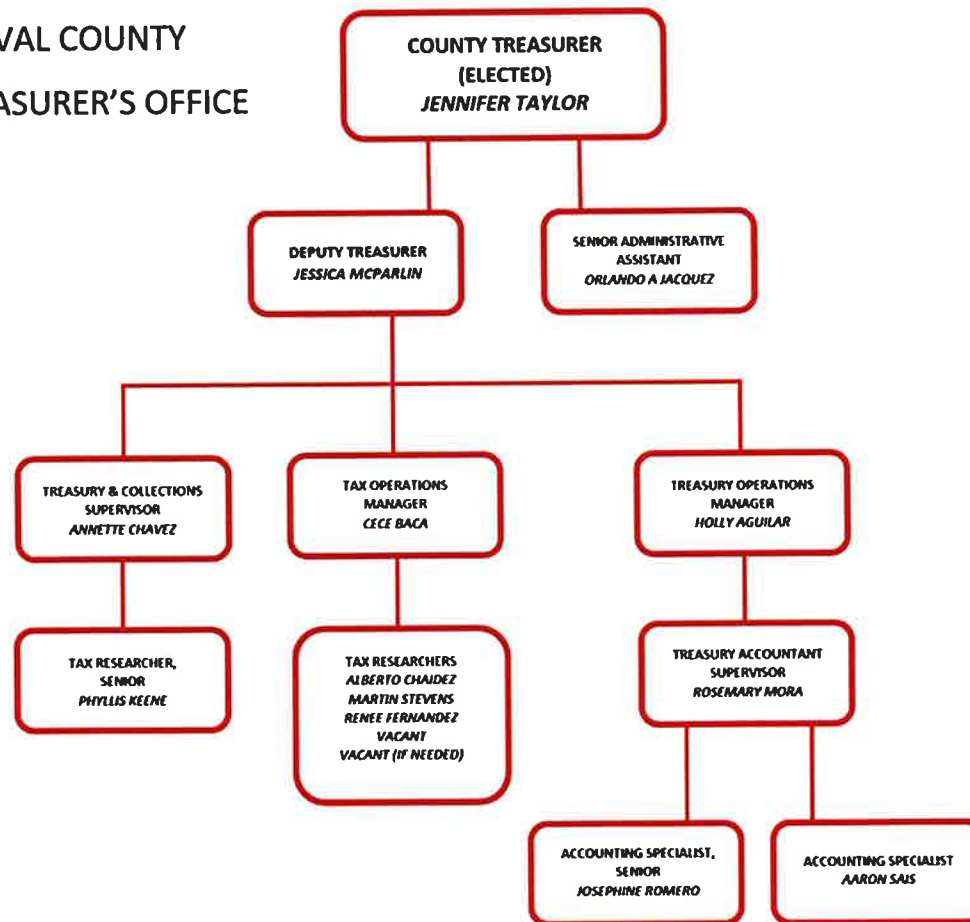 VAL COUNTY
ASURER'S OFFICE
COUNTY TREASURER
(ELECTED)
JENNIFER TAYLOR
DEPUTY TREASURER
JESSICA MCPARLIN
SENIOR ADMINISTRATIVE
ASSISTANT
ORLANDO A JACQUEZ
TREASURY & COLLECTIONS
SUPERVISOR
ANNETTE CHAVEZ
TAX OPERATIONS
MANAGER
CECE BACA
TREASURY OPERATIONS
MANAGER
HOLLY AGUILAR
TAX RESEARCHER,
SENIOR
PHYLLIS KEENE
TAX RESEARCHERS
ALBERTO CHAIDEZ
MARTIN STEVENS
RENEE FERNANDEZ
VACANT
VACANT (IF NEEDED)
TREASURY ACCOUNTANT
SUPERVISOR
ROSEMARY MORA
ACCOUNTING SPECIALIST,
SENIOR
JOSEPHINE ROMERO
ACCOUNTING SPECIALIST
AARON SAIS